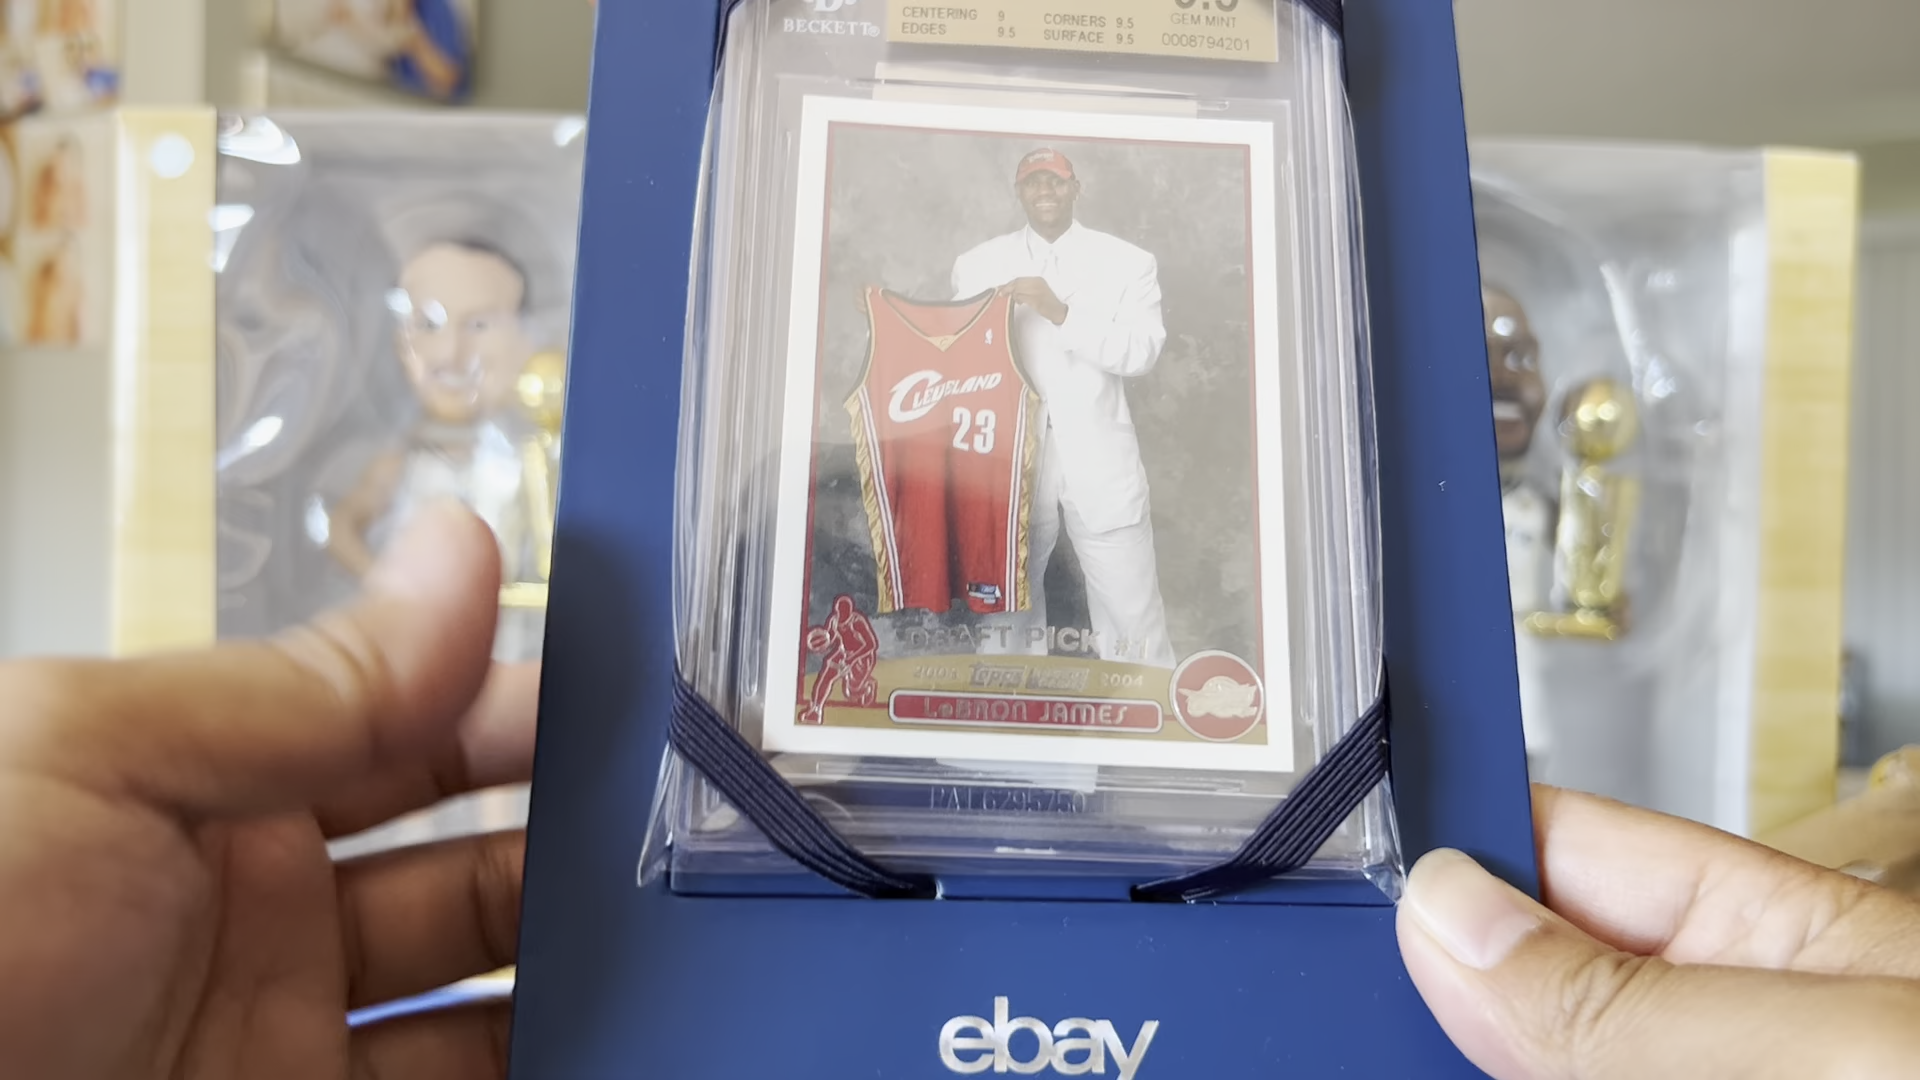 BECKETT®
CENTERING 9 CORNERS 9.5
EDGES 9.5 SURFACE 9.5
GEM MINT
0008794201
CLEVELAND
23
DRAFT PICK #1
2003 Topps 2004
LeBRON JAMES
ebay